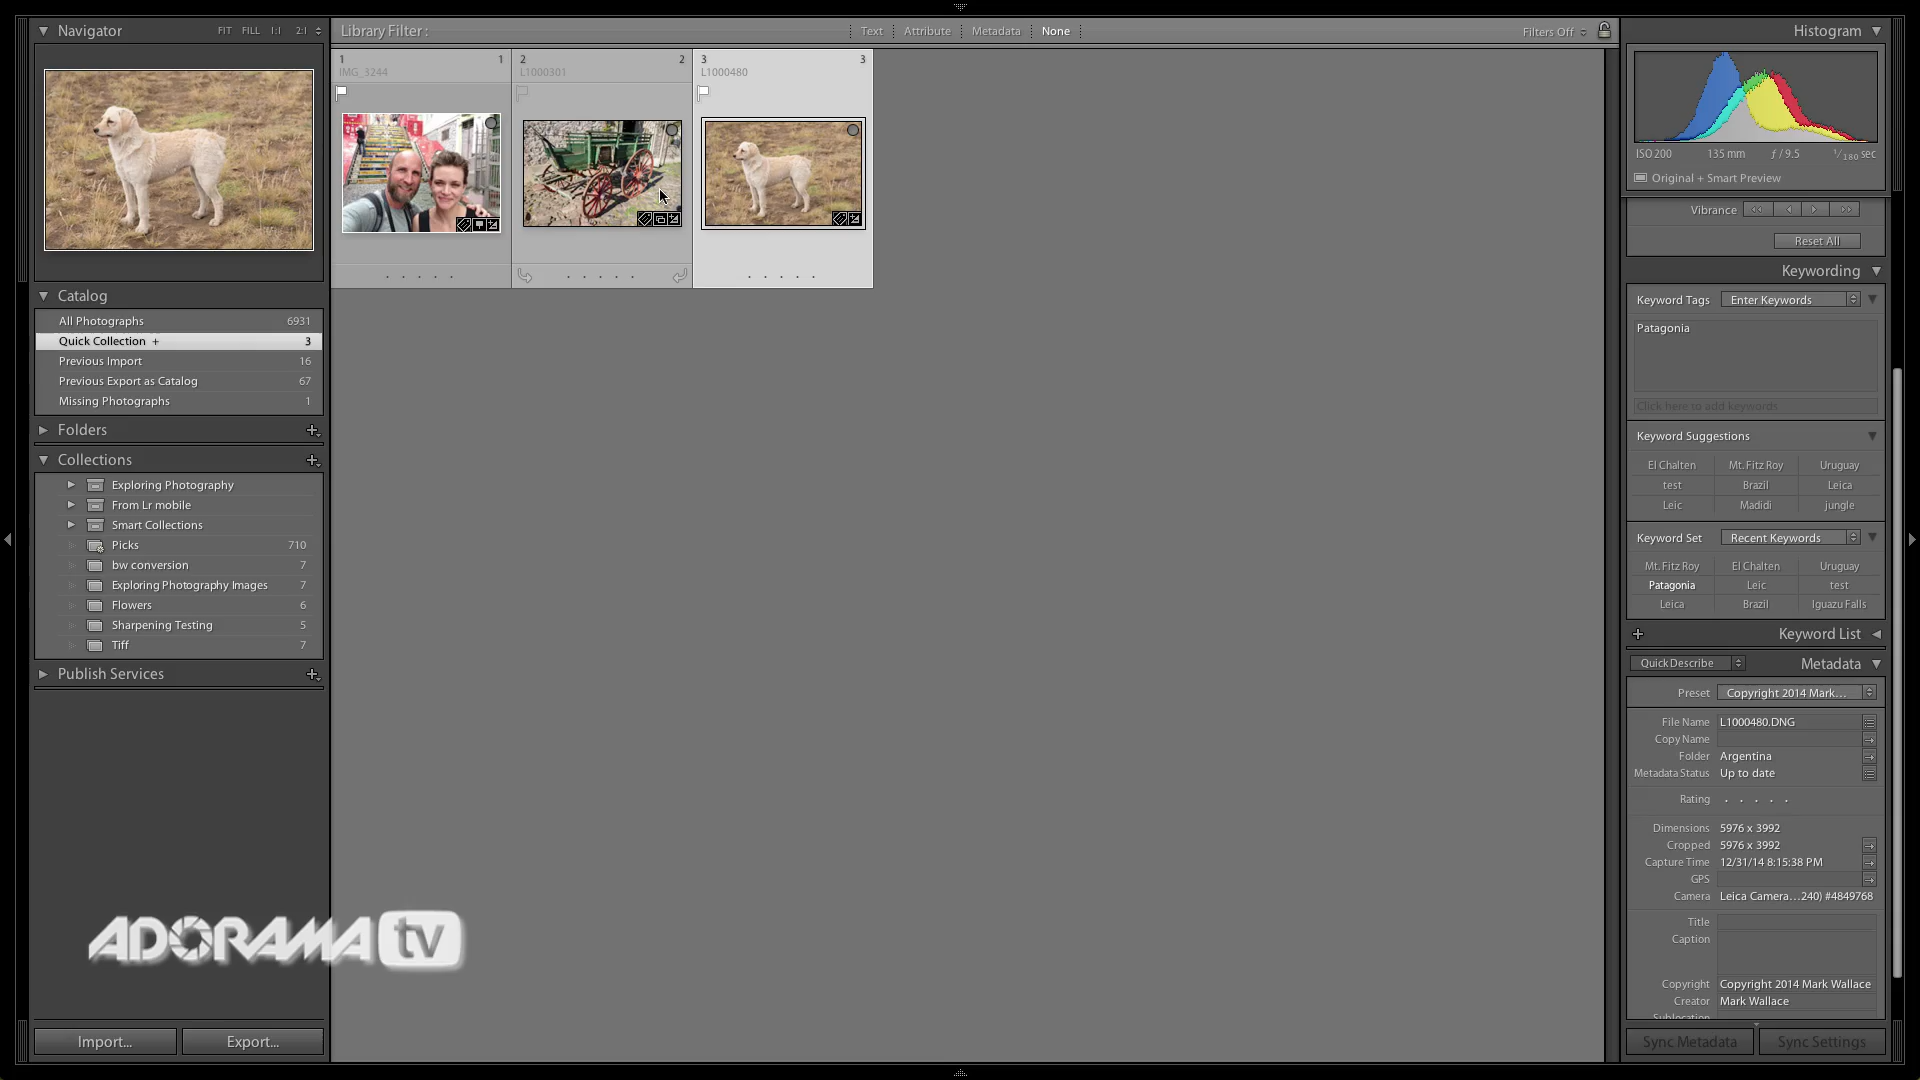 Navigator
FIT FILL 1:1 2:1
Catalog
All Photographs 6931
Quick Collection + 3
Previous Import 16
Previous Export as Catalog 67
Missing Photographs 1
Folders
Collections
Exploring Photography
From Lr mobile
Smart Collections
Picks 710
bw conversion 7
Exploring Photography Images 7
Flowers 6
Sharpening Testing 5
Tiff 7
Publish Services
ADORAMA tv
Import... Export...
Library Filter : Text Attribute Metadata None Filters Off
1 1 2 2 3 3
IMG_3244 L1000301 L1000480
Histogram
ISO 200 135 mm ƒ / 9.5 1/180 sec
Original + Smart Preview
Vibrance
Reset All
Keywording
Keyword Tags Enter Keywords
Patagonia
Click here to add keywords
Keyword Suggestions
El Chalten Mt. Fitz Roy Uruguay
test Brazil Leica
Leic Madidi jungle
Keyword Set Recent Keywords
Mt. Fitz Roy El Chalten Uruguay
Patagonia Leic test
Leica Brazil Iguazu Falls
Keyword List
Quick Describe Metadata
Preset Copyright 2014 Mark...
File Name L1000480.DNG
Copy Name
Folder Argentina
Metadata Status Up to date
Rating
Dimensions 5976 x 3992
Cropped 5976 x 3992
Capture Time 12/31/14 8:15:38 PM
GPS
Camera Leica Camera...240) #4849768
Title
Caption
Copyright Copyright 2014 Mark Wallace
Creator Mark Wallace
Sublocation
Sync Metadata Sync Settings